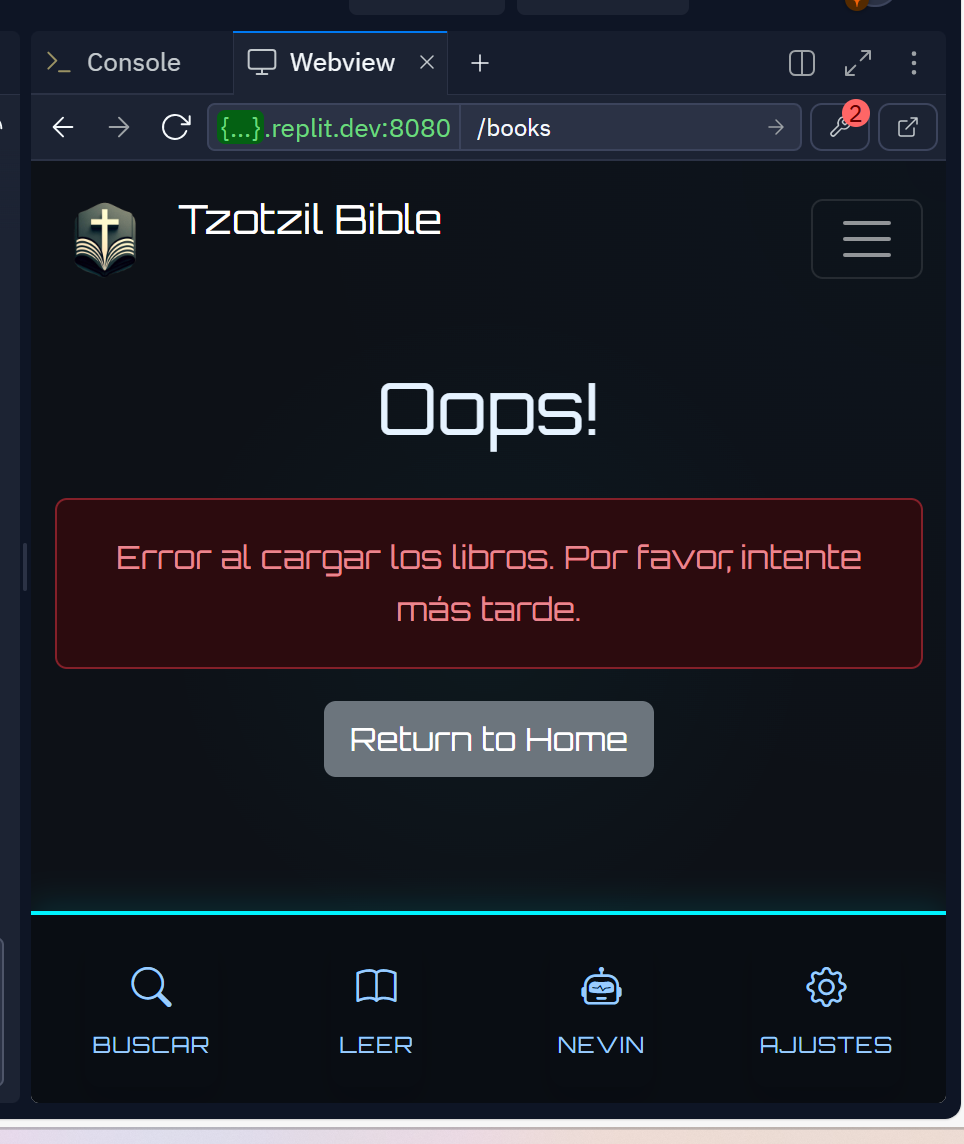 Console
Webview
{...}.replit.dev:8080 /books
2
Tzotzil Bible
Oops!
Error al cargar los libros. Por favor, intente
más tarde.
Return to Home
BUSCAR
LEER
NEVIN
AJUSTES